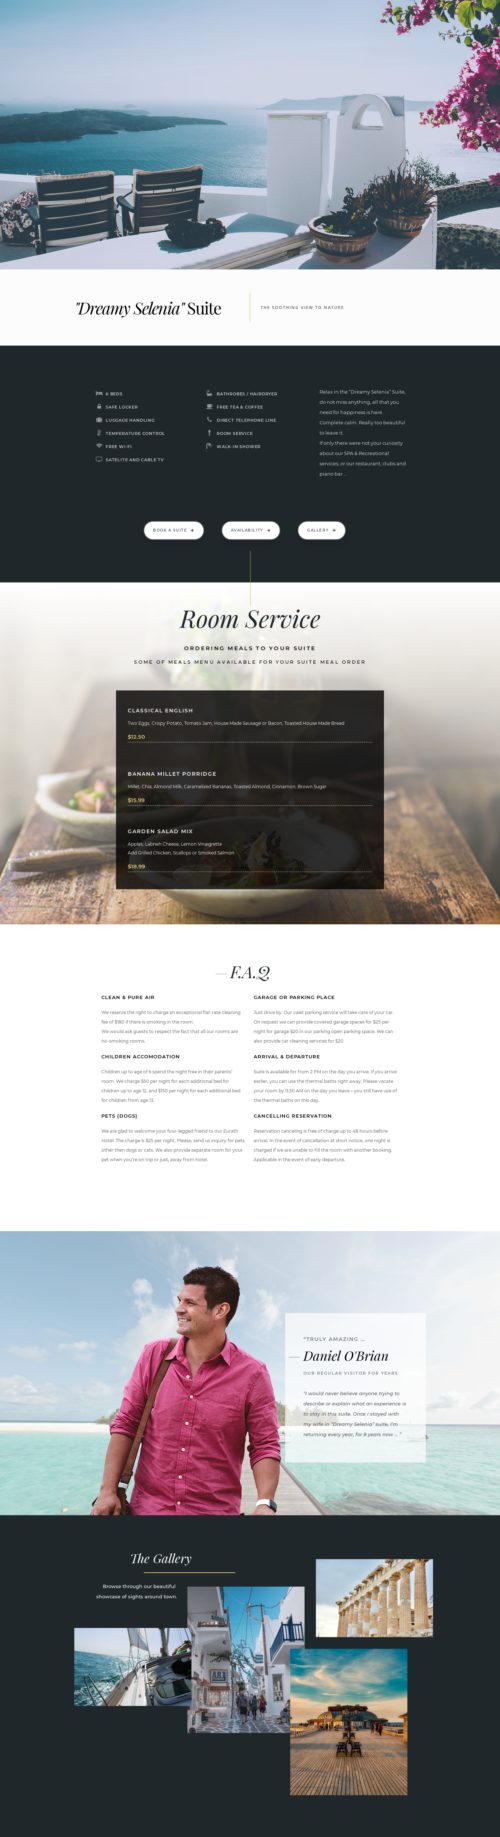 "Dreamy Selenia" Suite
THE SOOTHING VIEW TO NATURE
6 BEDS
SAFE LOCKER
LUGGAGE HANDLING
TEMPERATURE CONTROL
FREE WI-FI
SATELITE AND CABLE TV
BATHROBES / HAIRDRYER
FREE TEA & COFFEE
DIRECT TELEPHONE LINE
ROOM SERVICE
WALK-IN SHOWER
Relax in the "Dreamy Selenia" Suite,
do not miss anything, all that you
need for happiness is here.
Complete calm. Really too beautiful
to leave it.
If only there were not your curiosity
about our SPA & Recreational
services, or our restaurant, clubs and
piano bar ...
BOOK A SUITE
AVAILABILITY
GALLERY
Room Service
ORDERING MEALS TO YOUR SUITE
SOME OF MEALS MENU AVAILABLE FOR YOUR SUITE MEAL ORDER
CLASSICAL ENGLISH
Two Eggs, Crispy Potato, Tomato Jam, House Made Sausage or Bacon, Toasted House Made Bread
$12.50
BANANA MILLET PORRIDGE
Millet, Chia, Almond Milk, Caramelized Bananas, Toasted Almond, Cinnamon, Brown Sugar
$15.99
GARDEN SALAD MIX
Apples, Labneh Cheese, Lemon Vinaigrette
Add Grilled Chicken, Scallops or Smoked Salmon
$18.99
— F.A.Q
CLEAN & PURE AIR
We reserve the right to charge an exceptional flat rate cleaning
fee of $180 if there is smoking in the room.
We would ask guests to respect the fact that all our rooms are
no-smoking rooms.
CHILDREN ACCOMODATION
Children up to age of 6 spend the night free in their parents'
room. We charge $50 per night for each additional bed for
children up to age 12, and $150 per night for each additional bed
for children from age 13.
PETS (DOGS)
We are glad to welcome your four-legged friend to our Eurath
Hotel. The charge is $25 per night. Please, send us inquiry for pets
other then dogs or cats. We also provide separate room for your
pet when you're on trip or just, away from hotel.
GARAGE OR PARKING PLACE
Just drive by. Our valet parking service will take care of your car.
On request we can provide covered garage spaces for $25 per
night for garage $20 in our parking open parking space. We can
also provide car cleaning services for $20
ARRIVAL & DEPARTURE
Suite is available for from 2 PM on the day you arrive. If you arrive
earlier, you can use the thermal baths right away. Please vacate
your room by 11:30 AM on the day you leave – you still have use of
the thermal baths on this day.
CANCELLING RESERVATION
Reservation canceling is free of charge up to 48 hours before
arrival. In the event of cancellation at short notice, one night is
charged if we are unable to fill the room with another booking.
Applicable in the event of early departure.
"TRULY AMAZING ...
— Daniel O'Brian
OUR REGULAR VISITOR FOR YEARS
"I would never believe anyone trying to
describe or explain what an experience is
to stay in this suite. Once I stayed with
my wife in "Dreamy Selenia" suite, I'm
returning every year, for 8 years now ... "
The Gallery
Browse through our beautiful
showcase of sights around town.